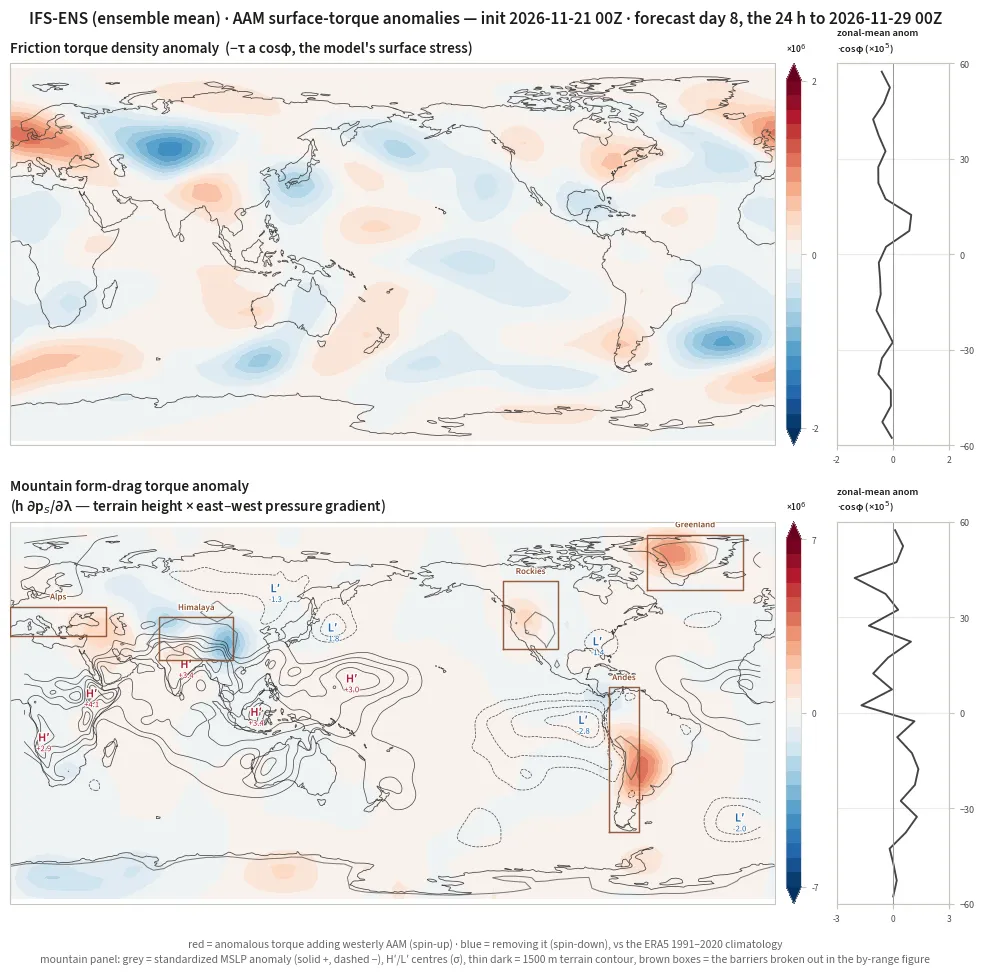 IFS-ENS (ensemble mean) · AAM surface-torque anomalies — init 2026-11-21 00Z · forecast day 8, the 24 h to 2026-11-29 00Z
Friction torque density anomaly (−τ a cosφ, the model's surface stress)
×10⁶
2
0
-2
zonal-mean anom
·cosφ (×10⁵)
60
30
0
−30
−60
-2
0
2
Mountain form-drag torque anomaly
(h ∂pₛ/∂λ — terrain height × east–west pressure gradient)
×10⁶
7
0
-7
zonal-mean anom
·cosφ (×10⁵)
60
30
0
−30
−60
-3
0
3
Greenland
Rockies
Alps
Himalaya
Andes
L′
-1.3
L′
-1.8
L′
H′
H′
+3.0
H′
+4.1
H′
H′
+2.9
L′
-2.8
L′
-2.0
red = anomalous torque adding westerly AAM (spin-up) · blue = removing it (spin-down), vs the ERA5 1991–2020 climatology
mountain panel: grey = standardized MSLP anomaly (solid +, dashed −), H′/L′ centres (σ), thin dark = 1500 m terrain contour, brown boxes = the barriers broken out in the by-range figure